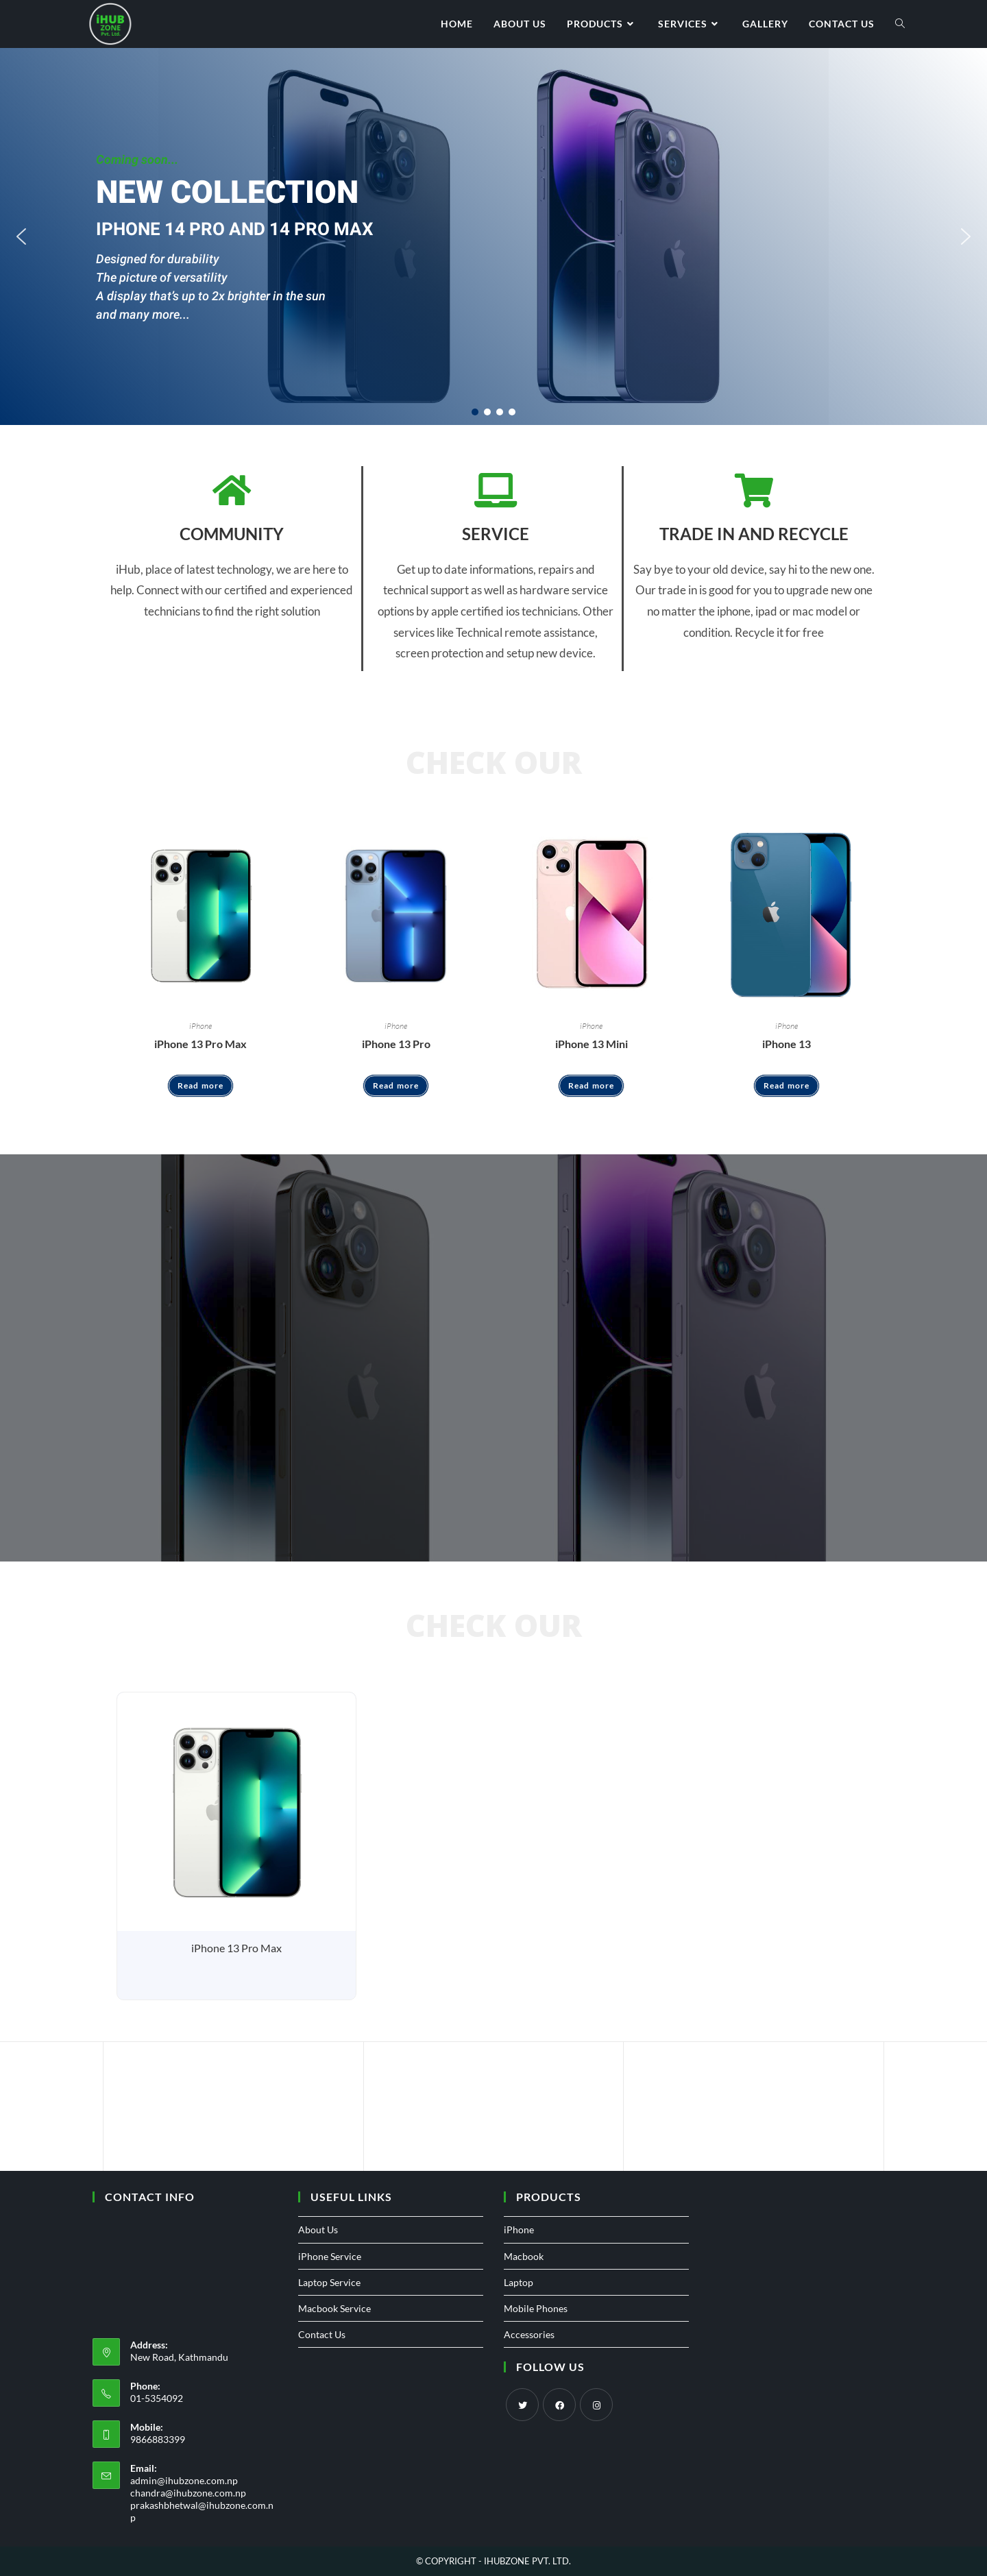 iHUB
ZONE
Pvt. Ltd.
HOME
ABOUT US
PRODUCTS
SERVICES
GALLERY
CONTACT US
Coming soon...
NEW COLLECTION
IPHONE 14 PRO AND 14 PRO MAX
Designed for durability
The picture of versatility
A display that's up to 2x brighter in the sun
and many more...
COMMUNITY
iHub, place of latest technology, we are here to
help. Connect with our certified and experienced
technicians to find the right solution
SERVICE
Get up to date informations, repairs and
technical support as well as hardware service
options by apple certified ios technicians. Other
services like Technical remote assistance,
screen protection and setup new device.
TRADE IN AND RECYCLE
Say bye to your old device, say hi to the new one.
Our trade in is good for you to upgrade new one
no matter the iphone, ipad or mac model or
condition. Recycle it for free
CHECK OUR
iPhone
iPhone 13 Pro Max
Read more
iPhone
iPhone 13 Pro
Read more
iPhone
iPhone 13 Mini
Read more
iPhone
iPhone 13
Read more
CHECK OUR
iPhone 13 Pro Max
CONTACT INFO
Address:
New Road, Kathmandu
Phone:
01-5354092
Mobile:
9866883399
Email:
admin@ihubzone.com.np
chandra@ihubzone.com.np
prakashbhetwal@ihubzone.com.n
p
USEFUL LINKS
About Us
iPhone Service
Laptop Service
Macbook Service
Contact Us
PRODUCTS
iPhone
Macbook
Laptop
Mobile Phones
Accessories
FOLLOW US
© COPYRIGHT - IHUBZONE PVT. LTD.